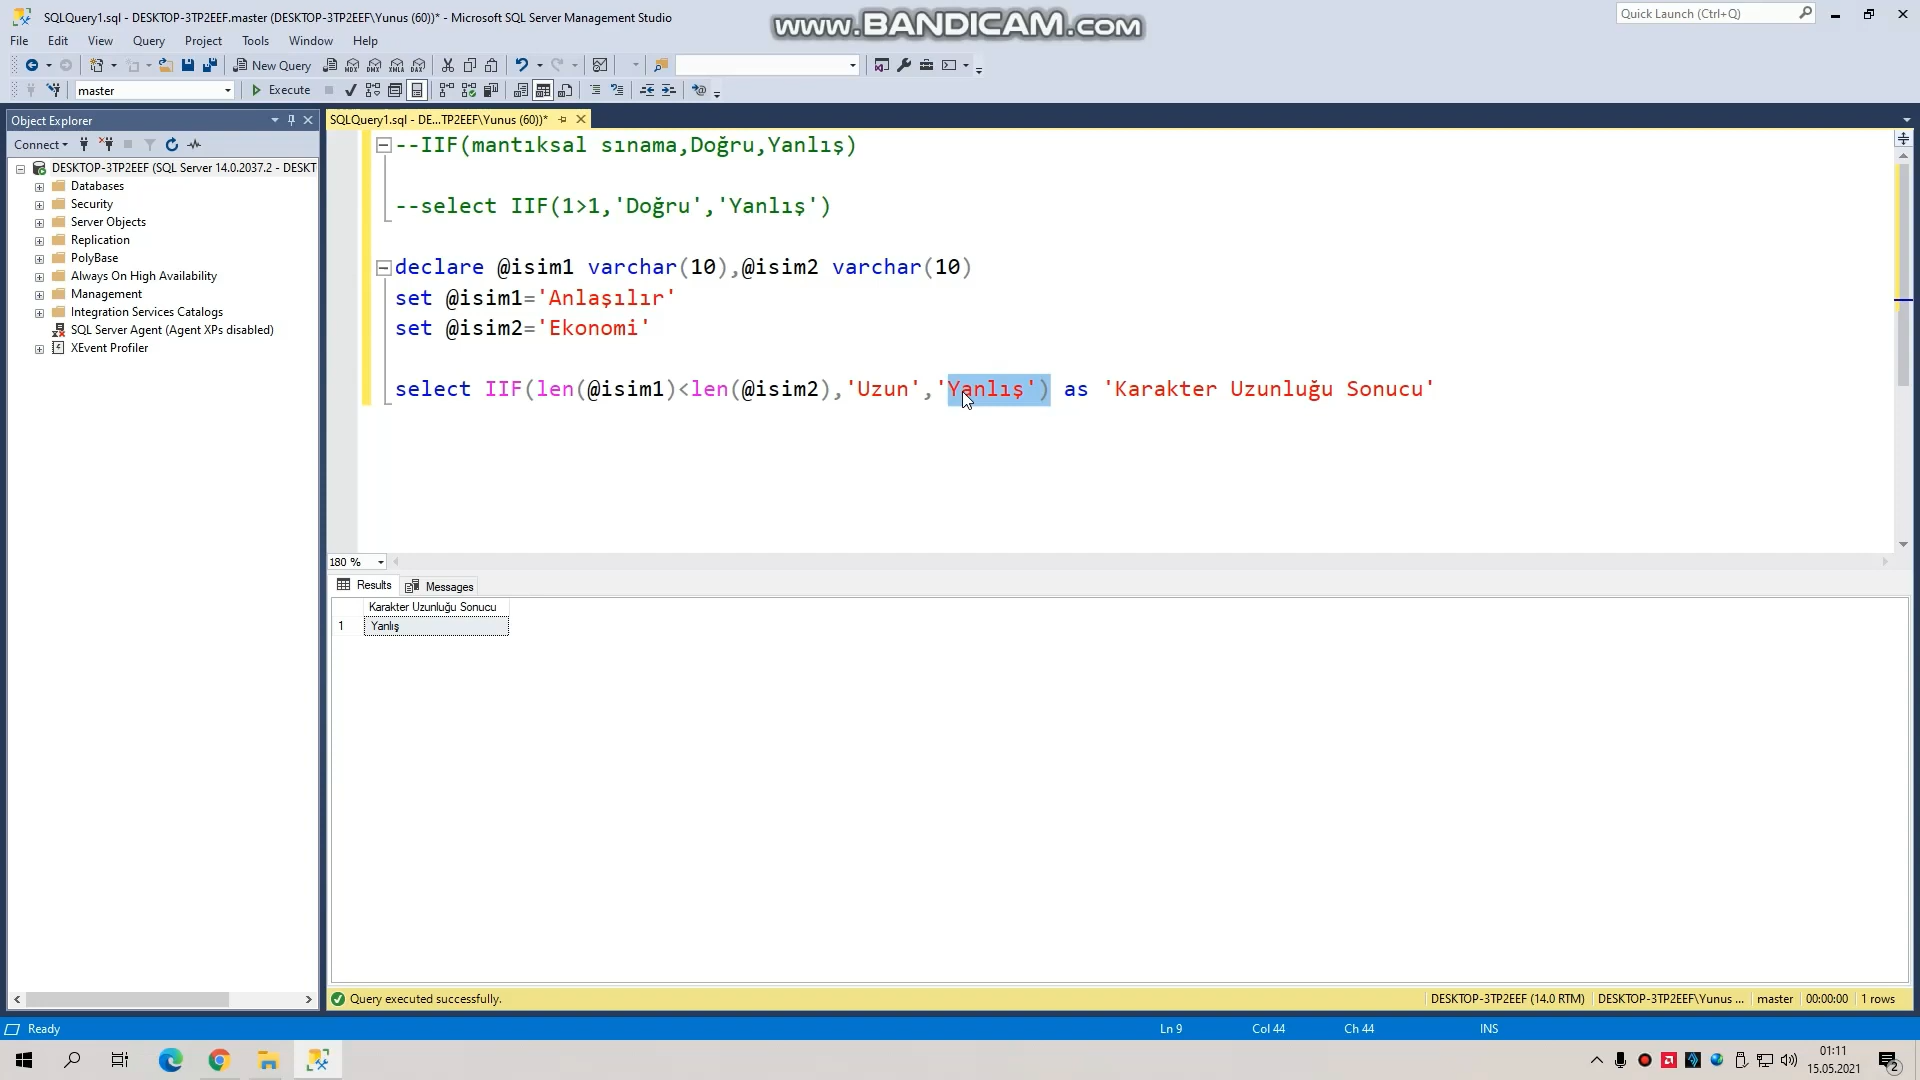 SQLQuery1.sql - DESKTOP-3TP2EEF.master (DESKTOP-3TP2EEF\Yunus (60))* - Microsoft SQL Server Management Studio
www.BANDICAM.com
Quick Launch (Ctrl+Q)
File Edit View Query Project Tools Window Help
New Query
master
Execute
Object Explorer
SQLQuery1.sql - DE...TP2EEF\Yunus (60))*
Connect
DESKTOP-3TP2EEF (SQL Server 14.0.2037.2 - DESKT
Databases
Security
Server Objects
Replication
PolyBase
Always On High Availability
Management
Integration Services Catalogs
SQL Server Agent (Agent XPs disabled)
XEvent Profiler
--IIF(mantıksal sınama,Doğru,Yanlış)
--select IIF(1>1,'Doğru','Yanlış')
declare @isim1 varchar(10),@isim2 varchar(10)
set @isim1='Anlaşılır'
set @isim2='Ekonomi'
select IIF(len(@isim1)<len(@isim2),'Uzun','Yanlış') as 'Karakter Uzunluğu Sonucu'
180 %
Results Messages
Karakter Uzunluğu Sonucu
1 Yanlış
Query executed successfully.
DESKTOP-3TP2EEF (14.0 RTM) DESKTOP-3TP2EEF\Yunus ... master 00:00:00 1 rows
Ready
Ln 9 Col 44 Ch 44 INS
01:11
15.05.2021
2